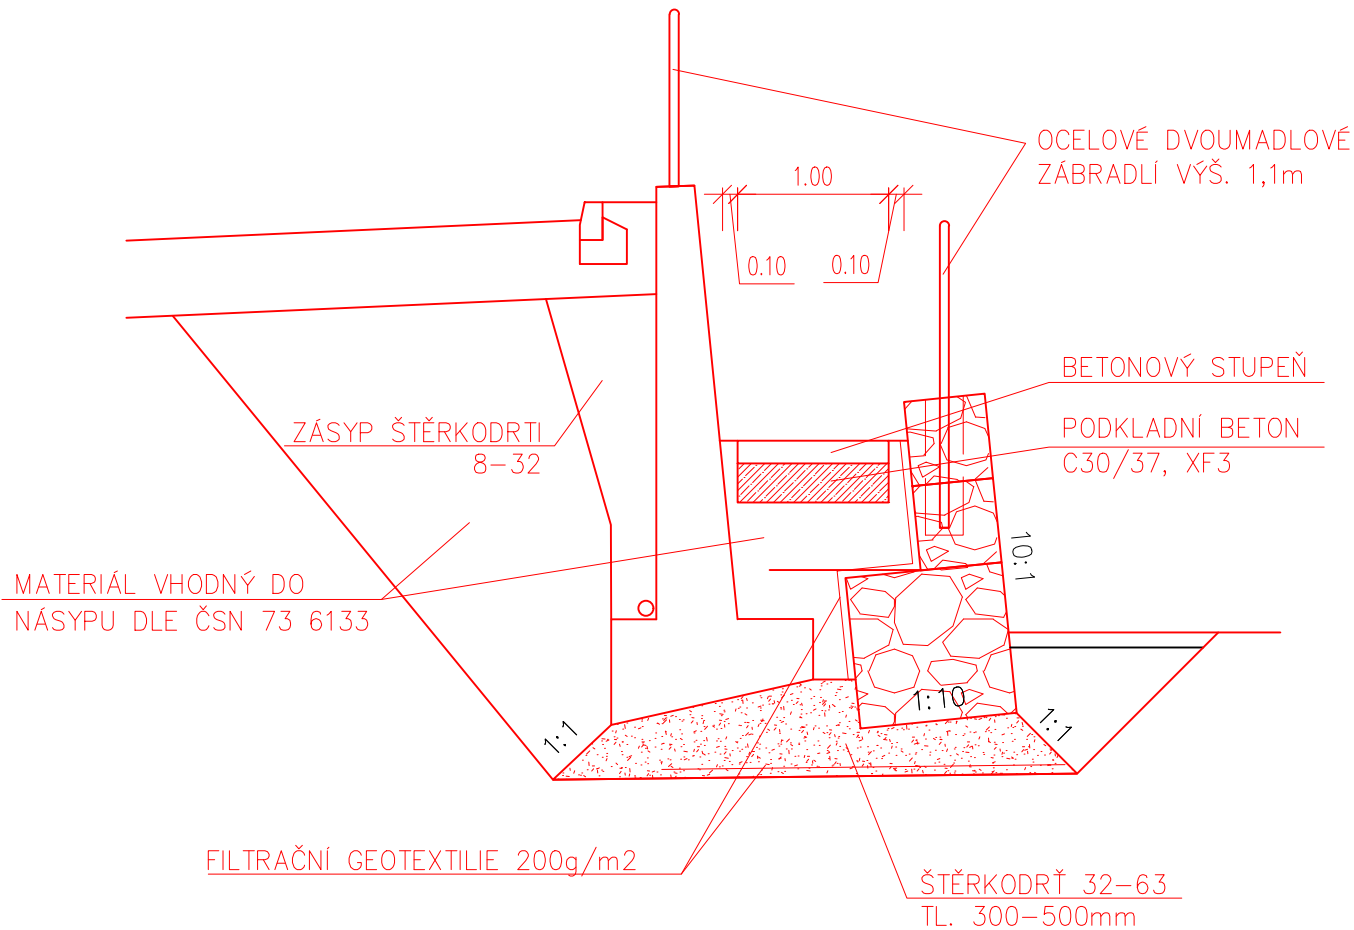 OCELOVÉ DVOUMADLOVÉ
ZÁBRADLÍ VÝŠ. 1,1m
1.00
0.10
0.10
BETONOVÝ STUPEŇ
PODKLADNÍ BETON
C30/37, XF3
ZÁSYP ŠTĚRKODRTI
8-32
10:1
MATERIÁL VHODNÝ DO
NÁSYPU DLE ČSN 73 6133
1:10
1:1
1:1
FILTRAČNÍ GEOTEXTILIE 200g/m2
ŠTĚRKODRŤ 32-63
TL. 300-500mm